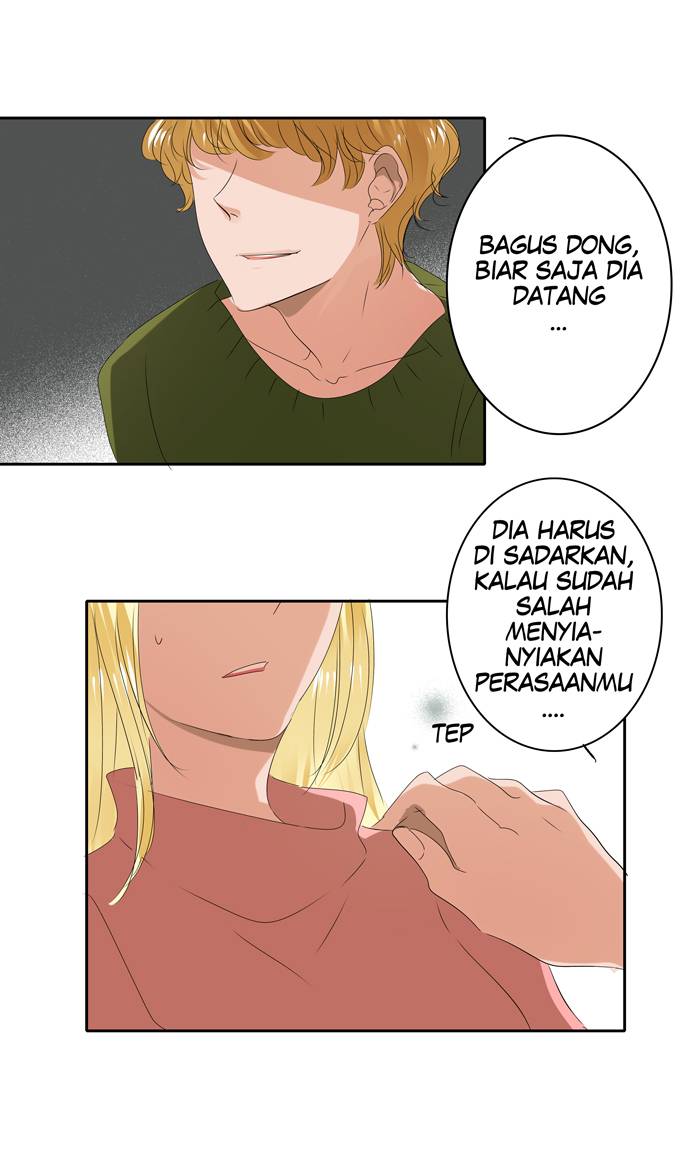 BAGUS DONG,
BIAR SAJA DIA
DATANG
...
DIA HARUS
DI SADARKAN,
KALAU SUDAH
SALAH
MENYIA-
NYIAKAN
PERASAANMU
....
TEP